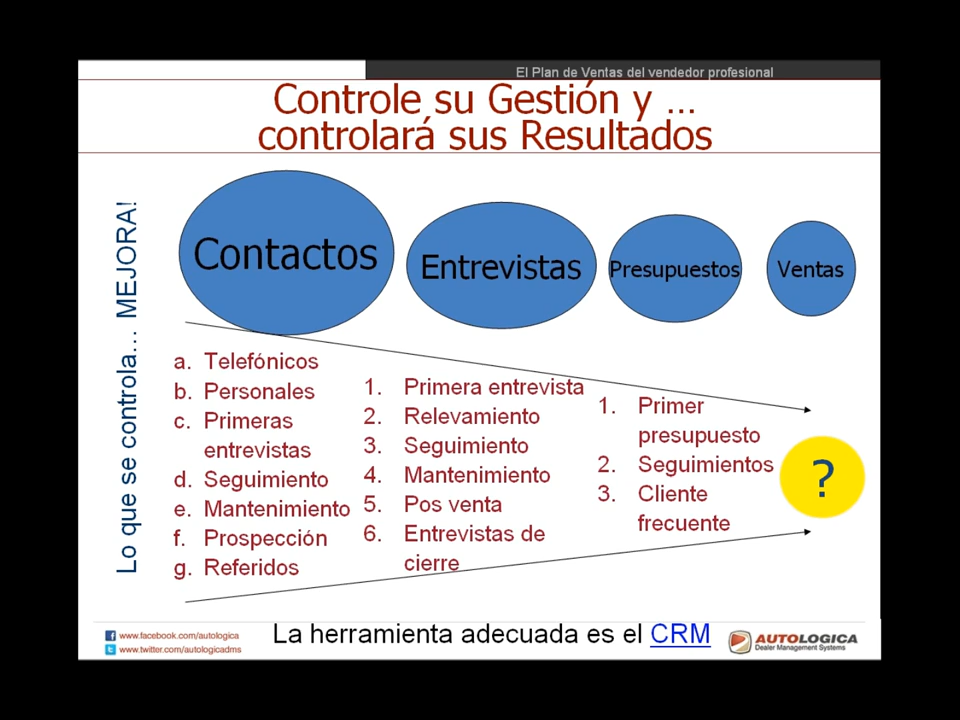 El Plan de Ventas del vendedor profesional
Controle su Gestión y ...
controlará sus Resultados
Lo que se controla... MEJORA!
Contactos
Entrevistas
Presupuestos
Ventas
a. Telefónicos
b. Personales
c. Primeras
entrevistas
d. Seguimiento
e. Mantenimiento
f. Prospección
g. Referidos
1. Primera entrevista
2. Relevamiento
3. Seguimiento
4. Mantenimiento
5. Pos venta
6. Entrevistas de
cierre
1. Primer
presupuesto
2. Seguimientos
3. Cliente
frecuente
?
www.facebook.com/autologica
www.twitter.com/autologicadms
La herramienta adecuada es el CRM
AUTOLOGICA
Dealer Management Systems